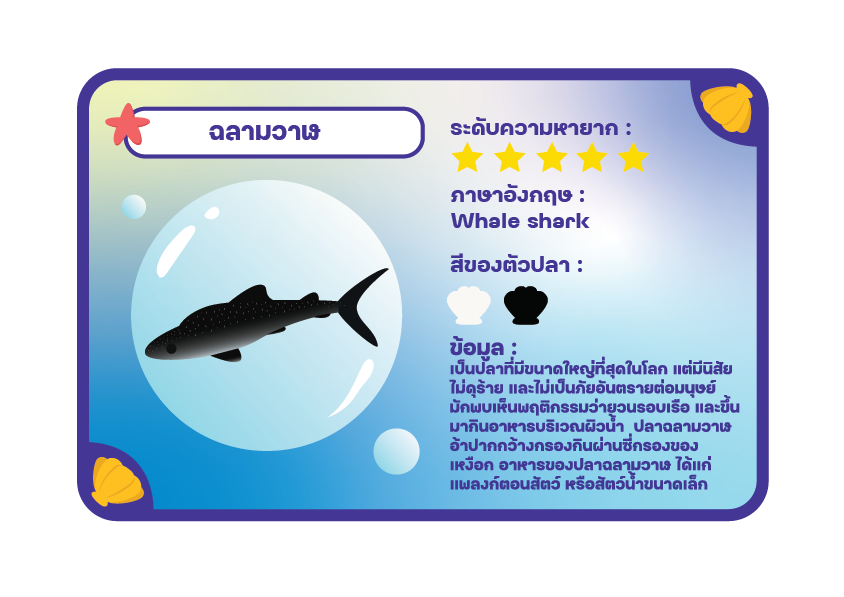 ฉลามวาฬ
ระดับความหายาก :
ภาษาอังกฤษ :
Whale shark
สีของตัวปลา :
ข้อมูล :
เป็นปลาที่มีขนาดใหญ่ที่สุดในโลก แต่มีนิสัย
ไม่ดุร้าย และไม่เป็นภัยอันตรายต่อมนุษย์
มักพบเห็นพฤติกรรมว่ายวนรอบเรือ และขึ้น
มากินอาหารบริเวณผิวน้ำ ปลาฉลามวาฬ
อ้าปากกว้างกรองกินผ่านซี่กรองของ
เหงือก อาหารของปลาฉลามวาฬ ได้แก่
แพลงก์ตอนสัตว์ หรือสัตว์น้ำขนาดเล็ก